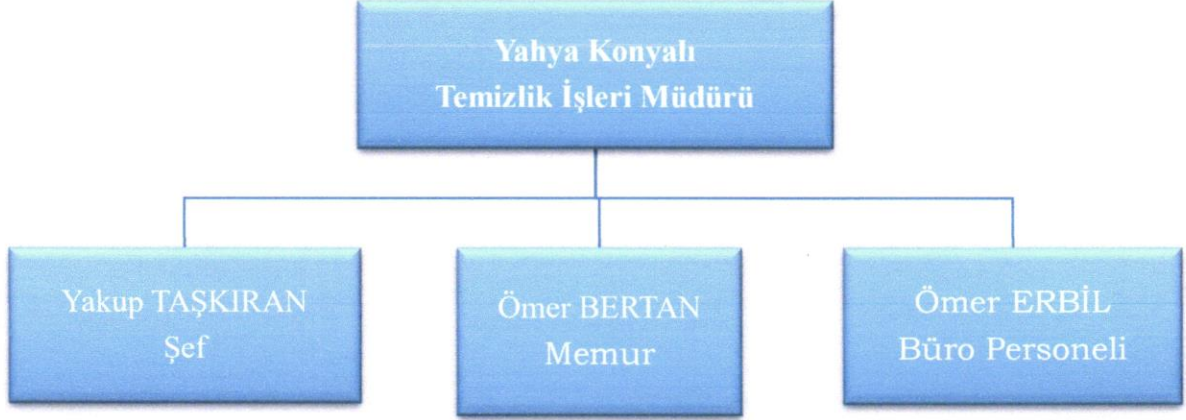 Yahya Konyalı
Temizlik İşleri Müdürü
Yakup TAŞKIRAN
Şef
Ömer BERTAN
Memur
Ömer ERBİL
Büro Personeli